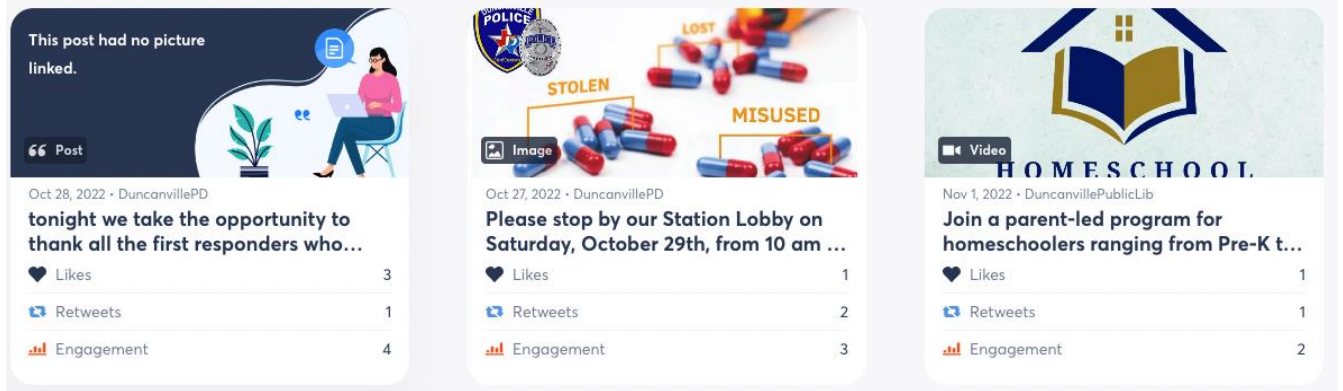 This post had no picture
linked.
Post
Oct 28, 2022 • DuncanvillePD
tonight we take the opportunity to
thank all the first responders who...
Likes 3
Retweets 1
Engagement 4
POLICE
LOST
STOLEN
MISUSED
Image
Oct 27, 2022 • DuncanvillePD
Please stop by our Station Lobby on
Saturday, October 29th, from 10 am ...
Likes 1
Retweets 2
Engagement 3
Video
HOMESCHOOL
Nov 1, 2022 • DuncanvillePublicLib
Join a parent-led program for
homeschoolers ranging from Pre-K t...
Likes 1
Retweets 1
Engagement 2